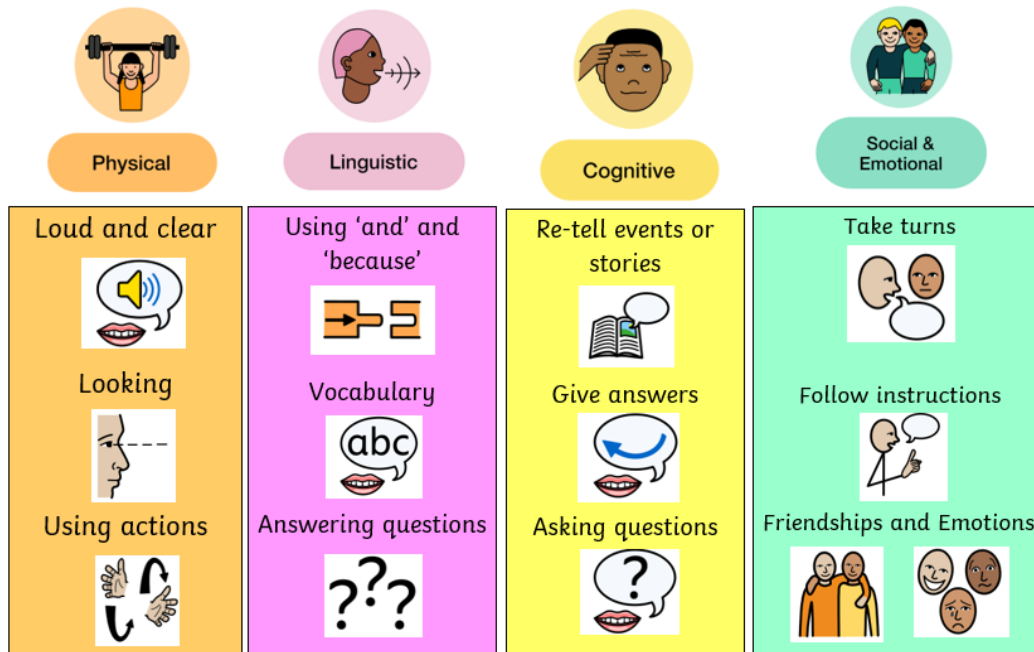 Physical
Linguistic
Cognitive
Social &
Emotional
Loud and clear
Looking
Using actions
Using ‘and’ and
‘because’
Vocabulary
abc
Answering questions
???
Re-tell events or
stories
Give answers
Asking questions
?
Take turns
Follow instructions
Friendships and Emotions